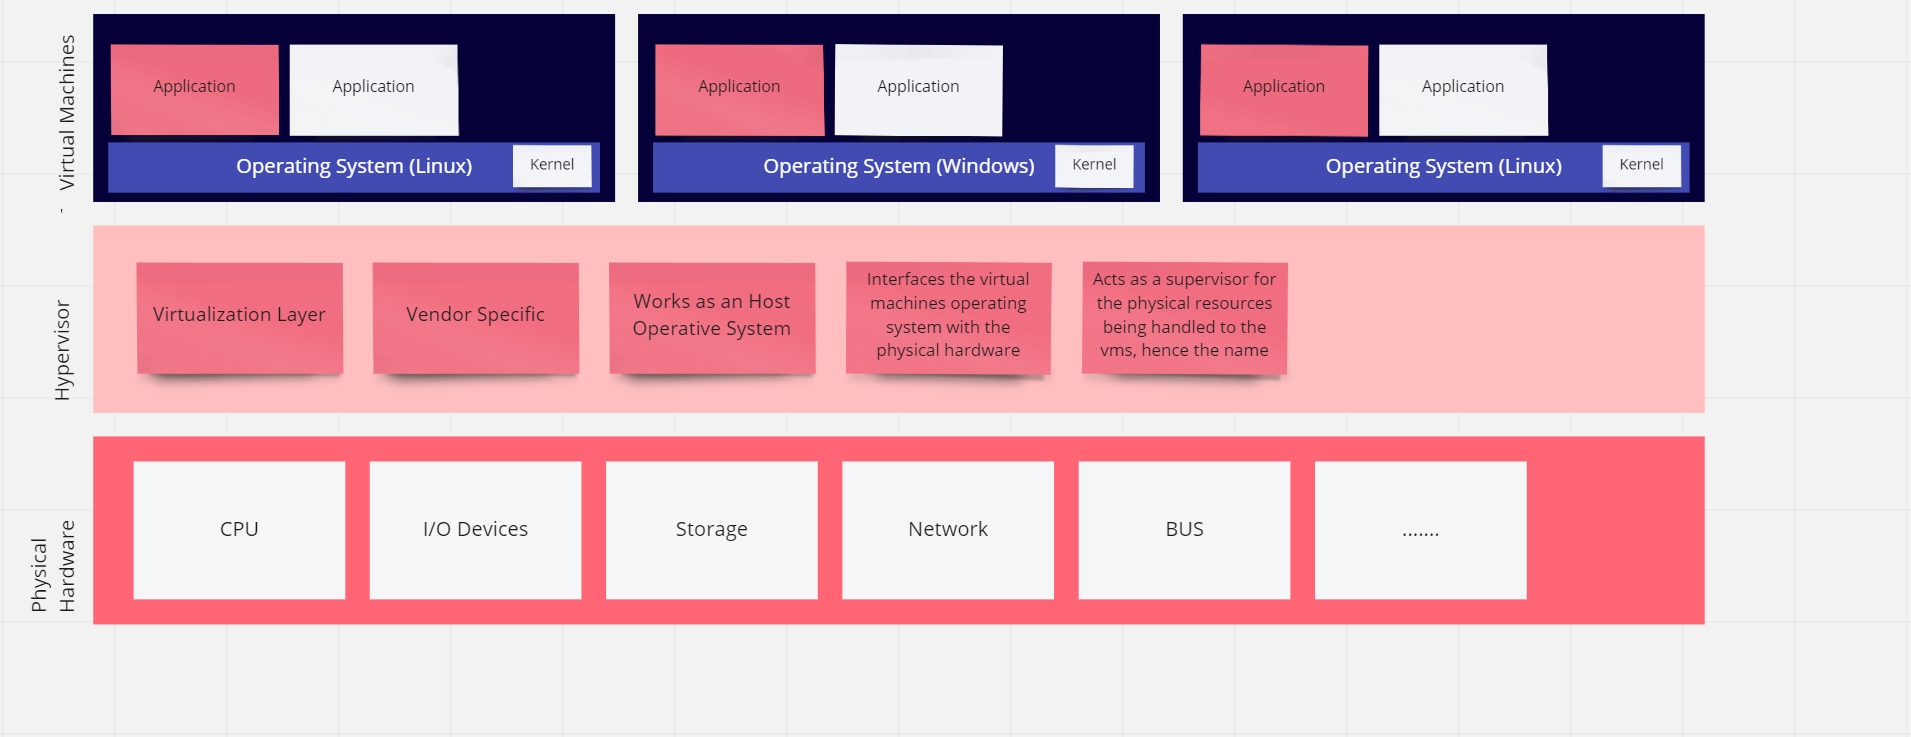 Virtual Machines
Application
Application
Operating System (Linux)
Kernel
Application
Application
Operating System (Windows)
Kernel
Application
Application
Operating System (Linux)
Kernel
Hypervisor
Virtualization Layer
Vendor Specific
Works as an Host
Operative System
Interfaces the virtual
machines operating
system with the
physical hardware
Acts as a supervisor for
the physical resources
being handled to the
vms, hence the name
Physical
Hardware
CPU
I/O Devices
Storage
Network
BUS
.......